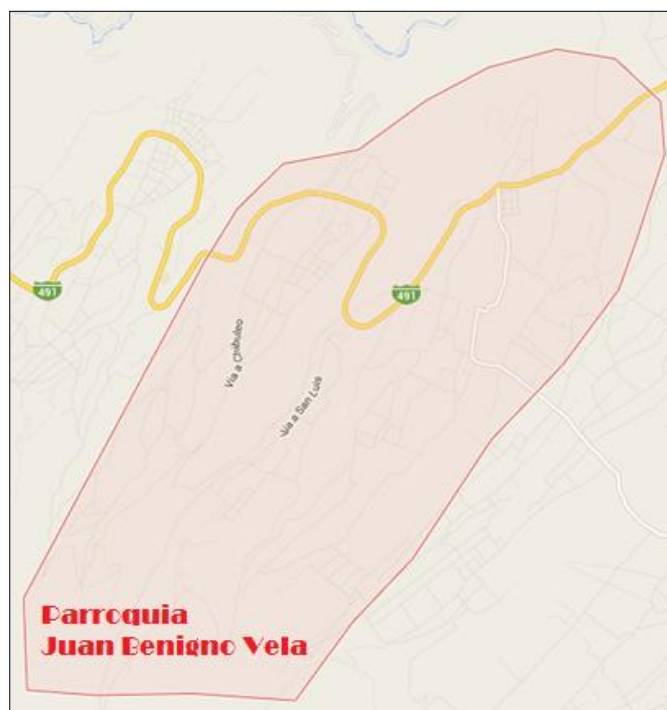 491
491
Vía a Chibuleo
Vía a San Luis
Parroquia
Juan Benigno Vela